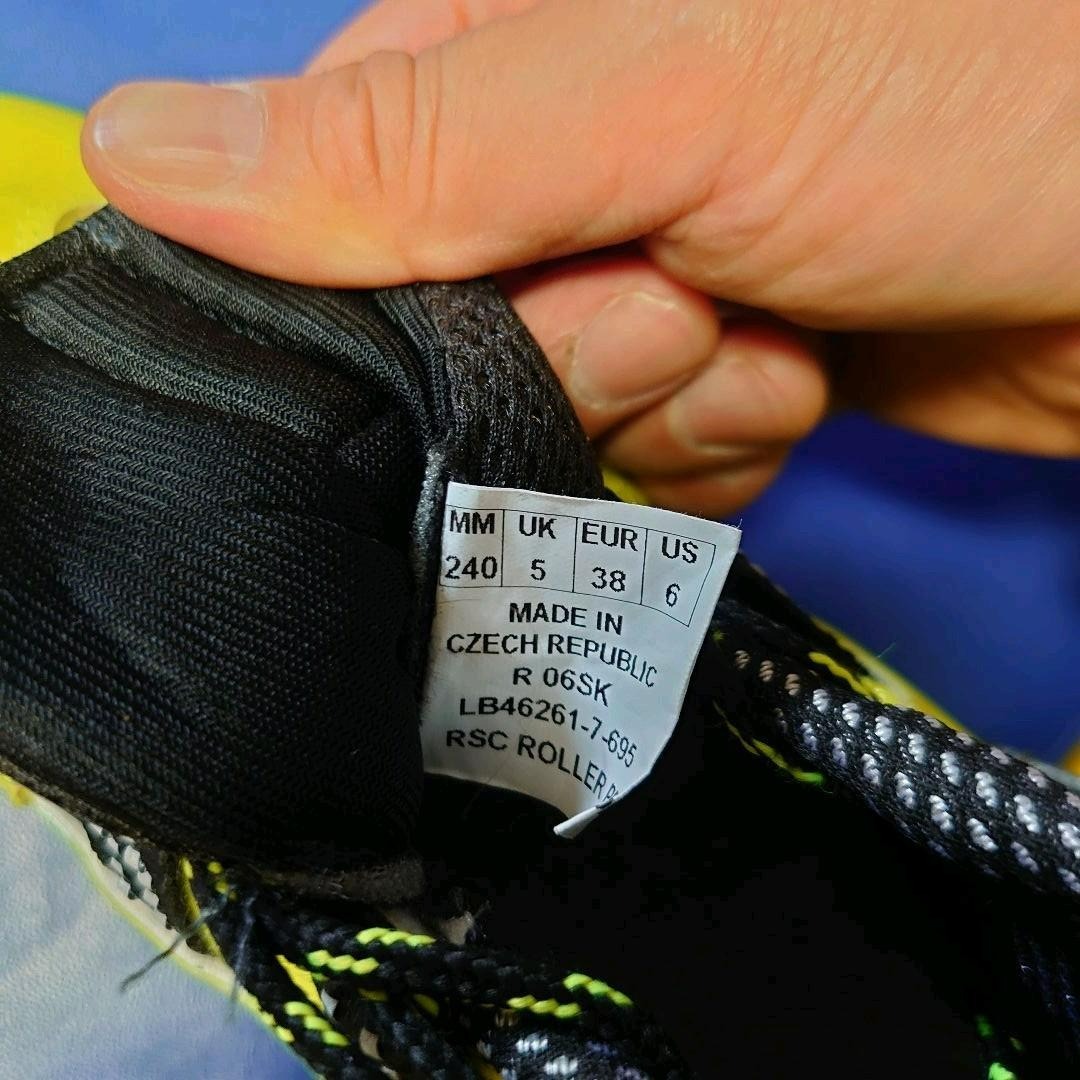 MM UK EUR US
240 5 38 6
MADE IN
CZECH REPUBLIC
R 06SK
LB46261-7-695
RSC ROLLER